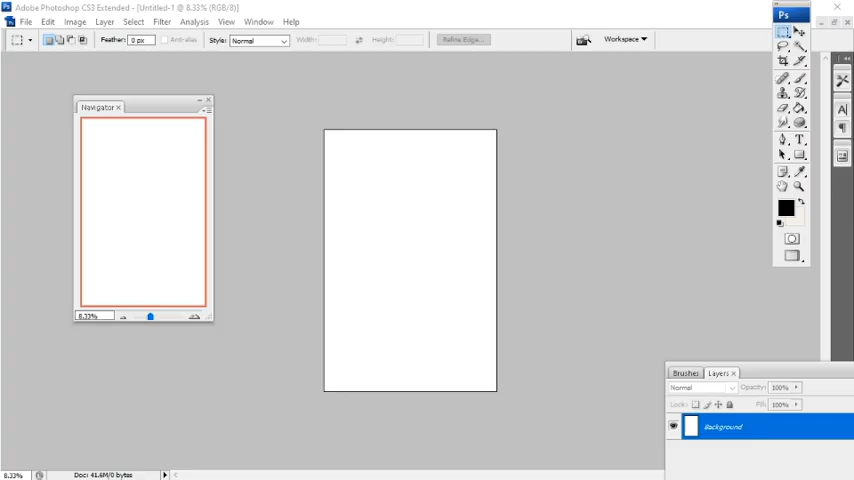 Adobe Photoshop CS3 Extended - [Untitled-1 @ 8.33% (RGB/8)]
File Edit Image Layer Select Filter Analysis View Window Help
Feather: 0 px Anti-alias Style: Normal Width: Height: Refine Edge... Workspace
Ps
Navigator
8.33%
Brushes Layers
Normal Opacity: 100%
Lock: Fill: 100%
Background
8.33% Doc: 41.6M/0 bytes